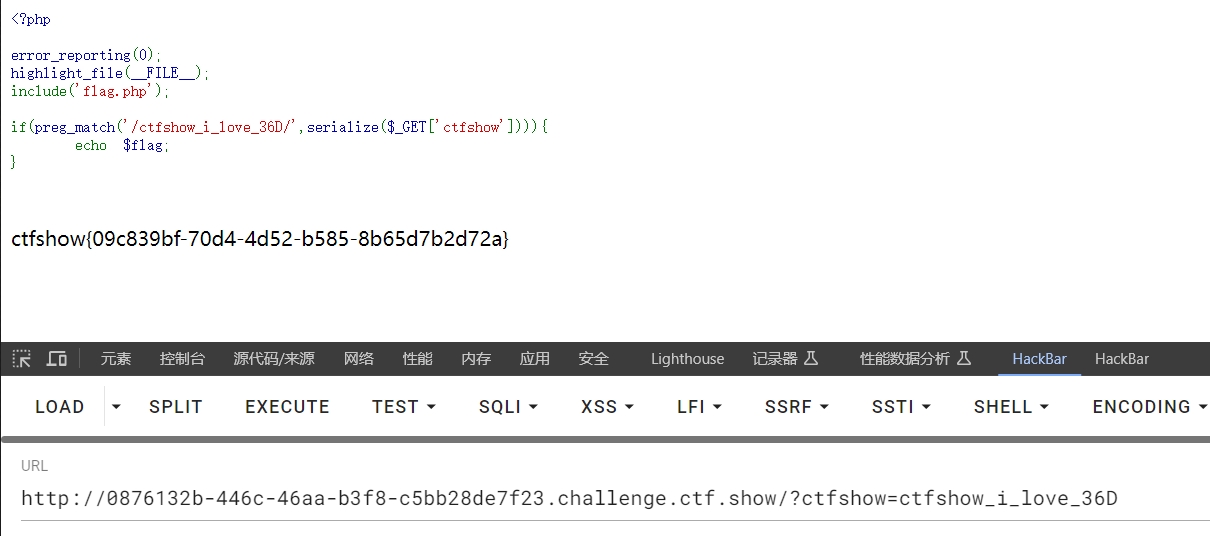 <?php
error_reporting(0);
highlight_file(__FILE__);
include('flag.php');
if(preg_match('/ctfshow_i_love_36D/',serialize($_GET['ctfshow']))){
echo $flag;
}
ctfshow{09c839bf-70d4-4d52-b585-8b65d7b2d72a}
元素 控制台 源代码/来源 网络 性能 内存 应用 安全 Lighthouse 记录器 性能数据分析 HackBar HackBar
LOAD SPLIT EXECUTE TEST SQLI XSS LFI SSRF SSTI SHELL ENCODING
URL
http://0876132b-446c-46aa-b3f8-c5bb28de7f23.challenge.ctf.show/?ctfshow=ctfshow_i_love_36D